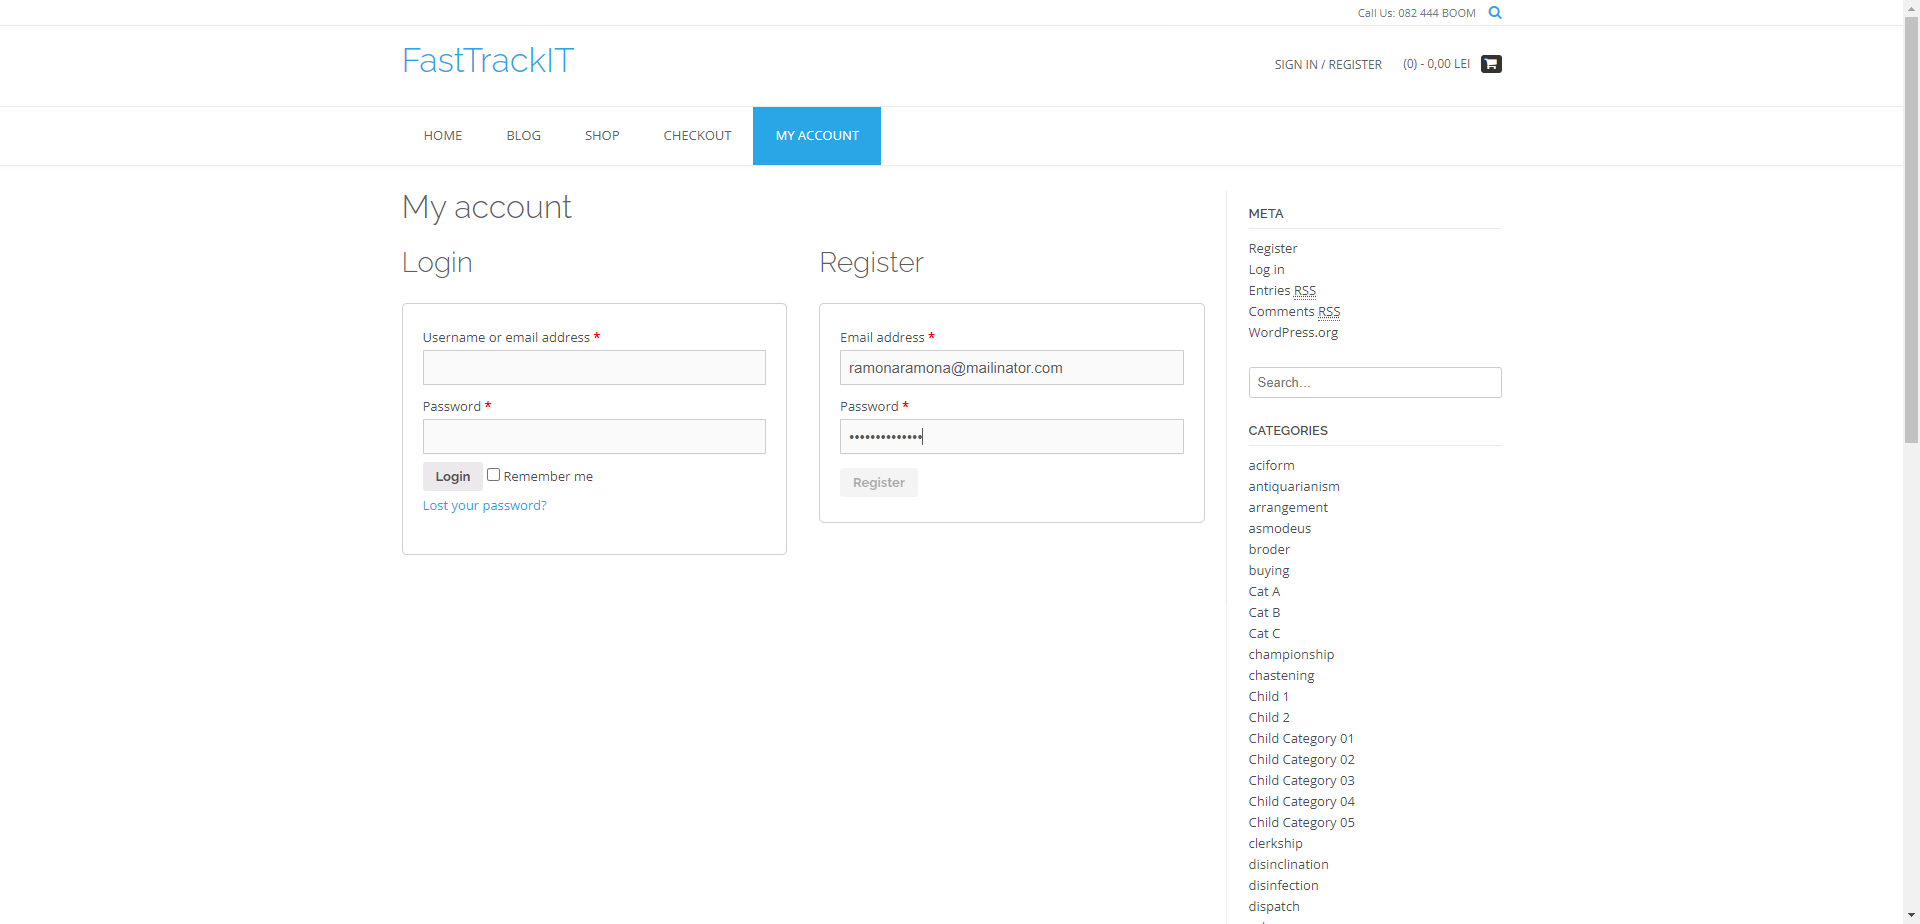 Call Us: 082 444 BOOM
FastTrackIT
SIGN IN / REGISTER
(0) - 0,00 LEI
HOME
BLOG
SHOP
CHECKOUT
MY ACCOUNT
My account
Login
Username or email address *
Password *
Login
Remember me
Lost your password?
Register
Email address *
ramonaramona@mailinator.com
Password *
••••••••••••••
Register
META
Register
Log in
Entries RSS
Comments RSS
WordPress.org
Search…
CATEGORIES
aciform
antiquarianism
arrangement
asmodeus
broder
buying
Cat A
Cat B
Cat C
championship
chastening
Child 1
Child 2
Child Category 01
Child Category 02
Child Category 03
Child Category 04
Child Category 05
clerkship
disinclination
disinfection
dispatch